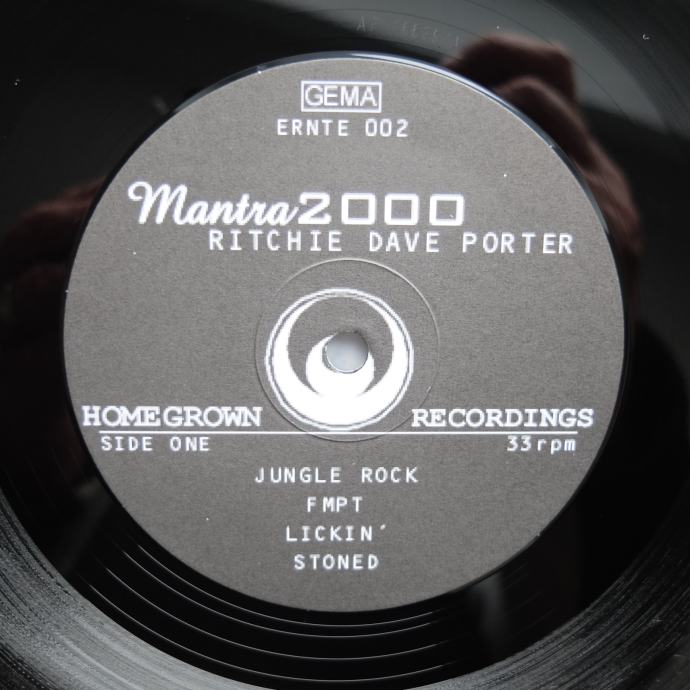 GEMA
ERNTE 002
Mantra2000
RITCHIE DAVE PORTER
HOMEGROWN RECORDINGS
SIDE ONE 33rpm
JUNGLE ROCK
FMPT
LICKIN´
STONED